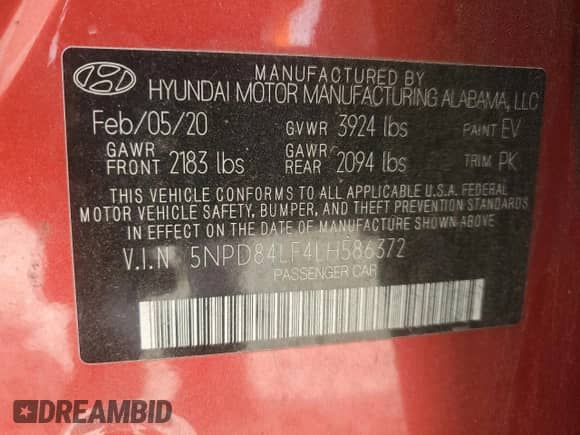 MANUFACTURED BY
HYUNDAI MOTOR MANUFACTURING ALABAMA, LLC
Feb/05/20 GVWR 3924 lbs PAINT EV
GAWR FRONT 2183 lbs GAWR REAR 2094 lbs TRIM PK
THIS VEHICLE CONFORMS TO ALL APPLICABLE U.S.A. FEDERAL
MOTOR VEHICLE SAFETY, BUMPER, AND THEFT PREVENTION STANDARDS
IN EFFECT ON THE DATE OF MANUFACTURE SHOWN ABOVE.
V.I.N 5NPD84LF4LH586372
PASSENGER CAR
DREAMBID